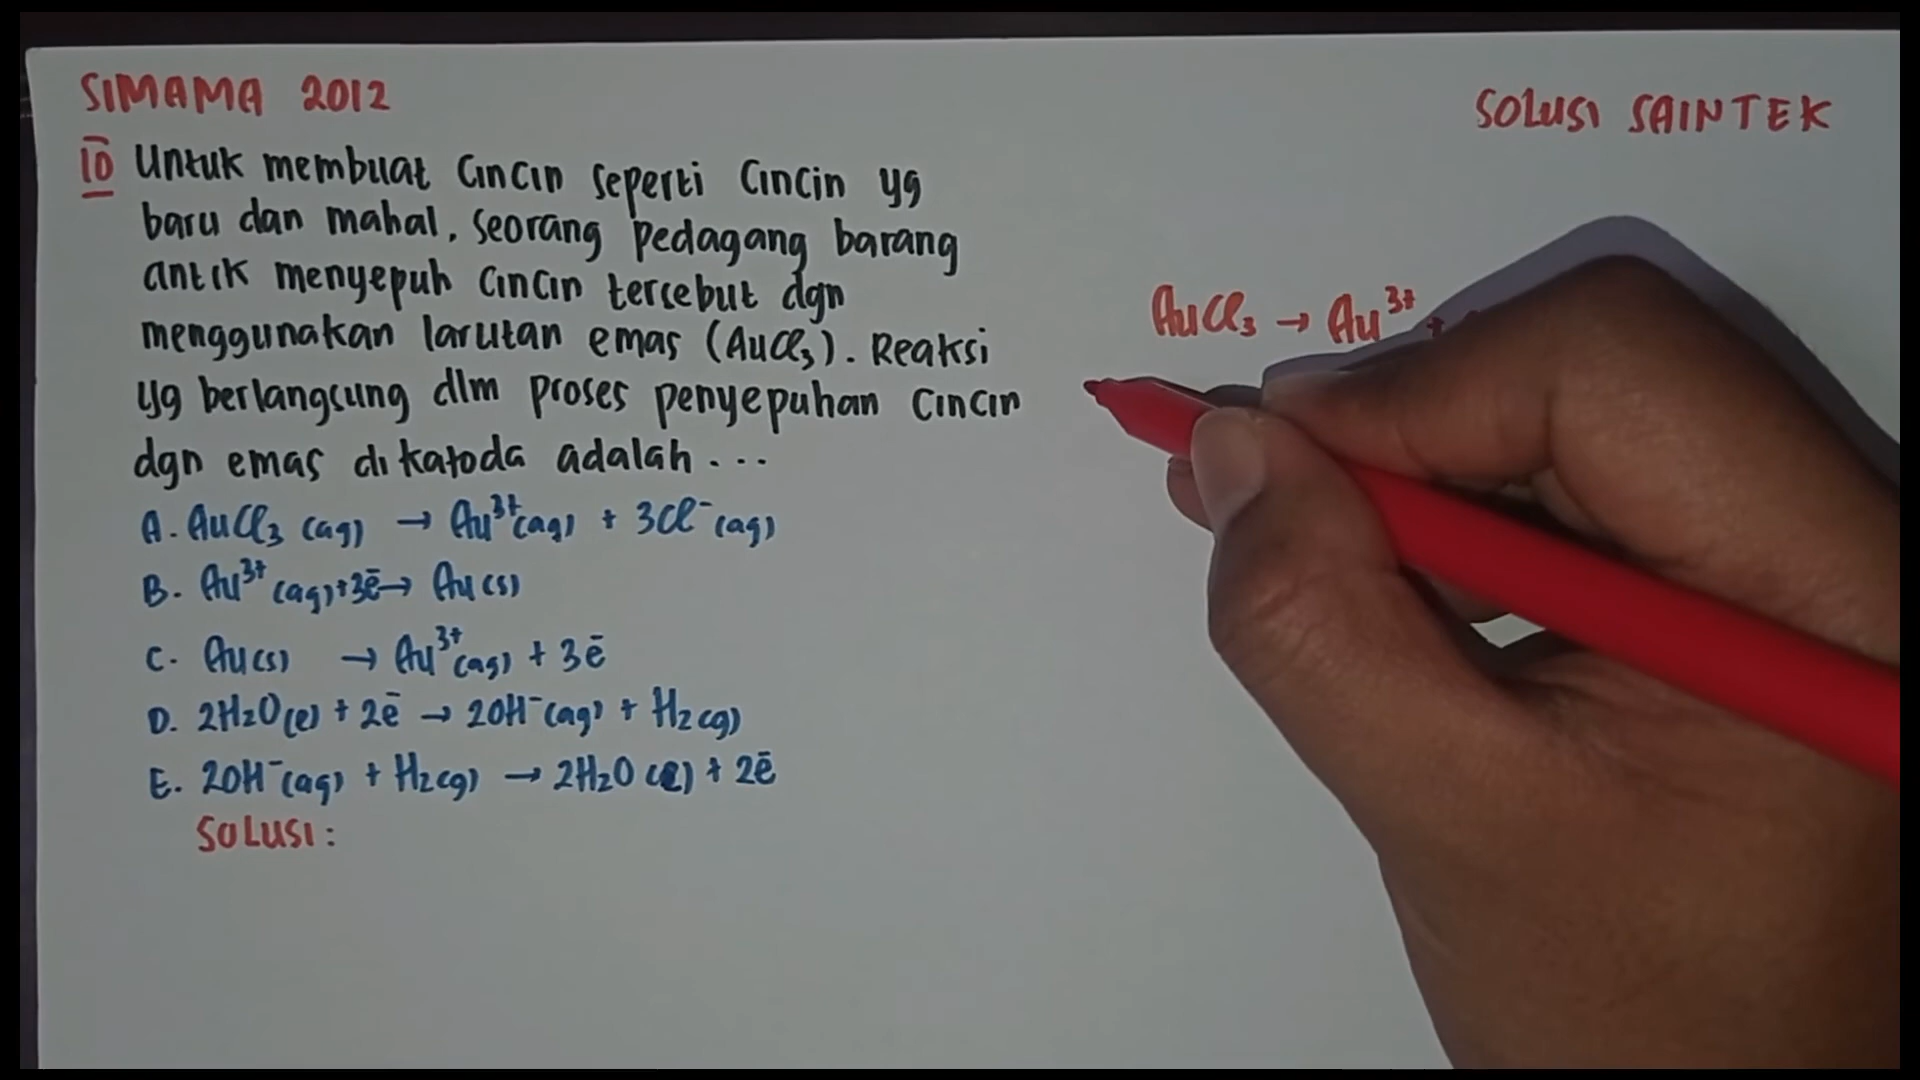 SIMAMA 2012
SOLUSI SAINTEK
10 Untuk membuat cincin seperti cincin yg
baru dan mahal, seorang pedagang barang
antik menyepuh cincin tersebut dgn
menggunakan larutan emas (AuCl₃). Reaksi
yg berlangsung dlm proses penyepuhan cincin
dgn emas di katoda adalah ...
A. AuCl₃ (aq) → Au³⁺(aq) + 3Cl⁻(aq)
B. Au³⁺(aq)+3ē→ Au(s)
C. Au(s) → Au³⁺(aq) + 3ē
D. 2H₂O(l) + 2ē → 2OH⁻(aq) + H₂(g)
E. 2OH⁻(aq) + H₂(g) → 2H₂O(l) + 2ē
SOLUSI:
AuCl₃ → Au³⁺ +